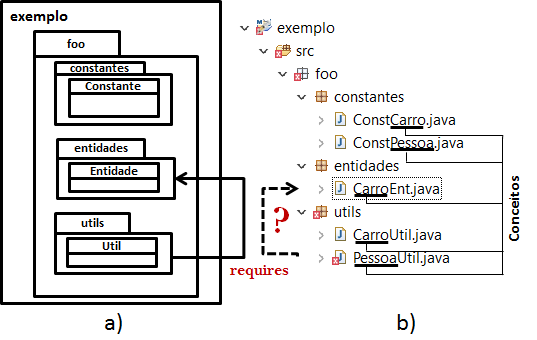 exemplo
foo
constantes
Constante
entidades
Entidade
utils
Util
requires
a)
exemplo
src
foo
constantes
ConstCarro.java
ConstPessoa.java
entidades
CarroEnt.java
?
utils
CarroUtil.java
PessoaUtil.java
Conceitos
b)